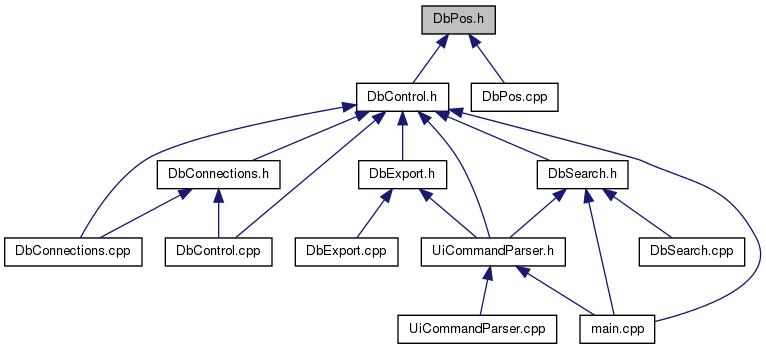 DbPos.h
DbControl.h
DbPos.cpp
DbConnections.h
DbExport.h
DbSearch.h
DbConnections.cpp
DbControl.cpp
DbExport.cpp
UiCommandParser.h
DbSearch.cpp
UiCommandParser.cpp
main.cpp